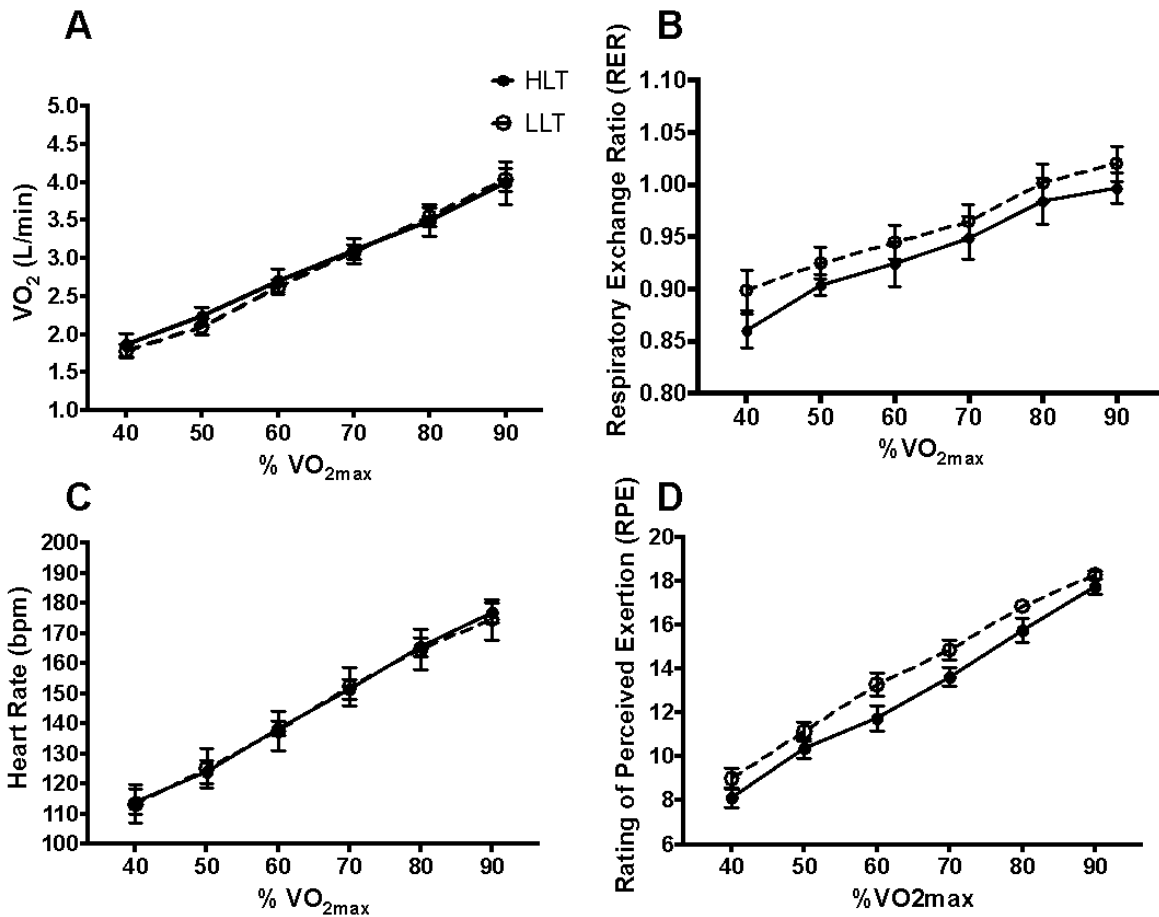 A
HLT
LLT
VO2 (L/min)
5.0
4.5
4.0
3.5
3.0
2.5
2.0
1.5
1.0
40 50 60 70 80 90
% VO2max
B
Respiratory Exchange Ratio (RER)
1.10
1.05
1.00
0.95
0.90
0.85
0.80
40 50 60 70 80 90
%VO2max
C
Heart Rate (bpm)
200
190
180
170
160
150
140
130
120
110
100
40 50 60 70 80 90
% VO2max
D
Rating of Perceived Exertion (RPE)
20
18
16
14
12
10
8
6
40 50 60 70 80 90
%VO2max